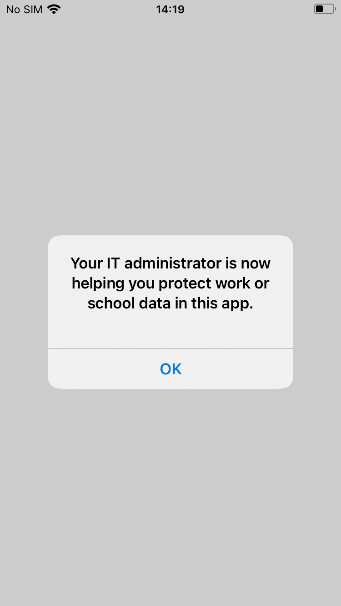 No SIM 14:19
Your IT administrator is now
helping you protect work or
school data in this app.
OK